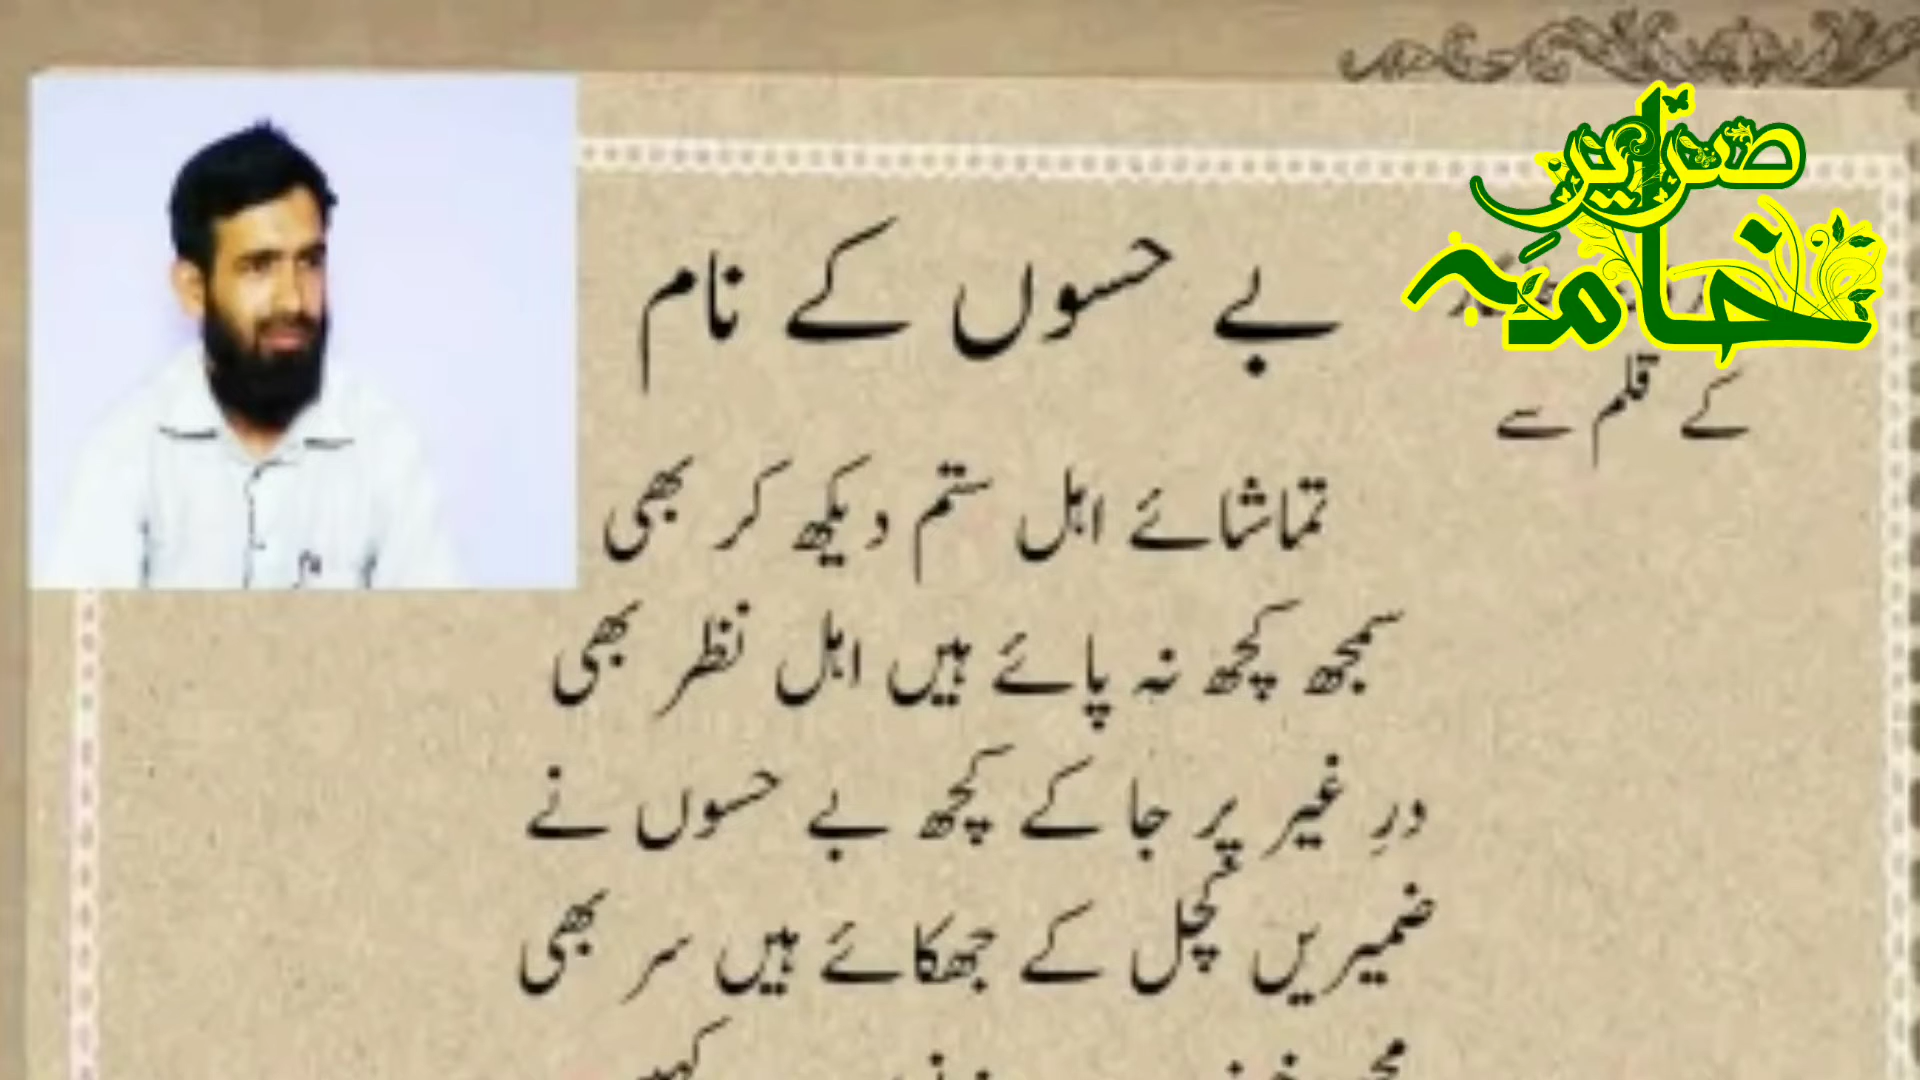 صریرِ خامہ
بے حسوں کے نام
کے قلم سے
تماشائے اہل ستم دیکھ کر بھی
سمجھ کچھ نہ پائے ہیں اہل نظر بھی
درِ غیر پر جا کے کچھ بے حسوں نے
ضمیریں کچل کے جھکائے ہیں سر بھی